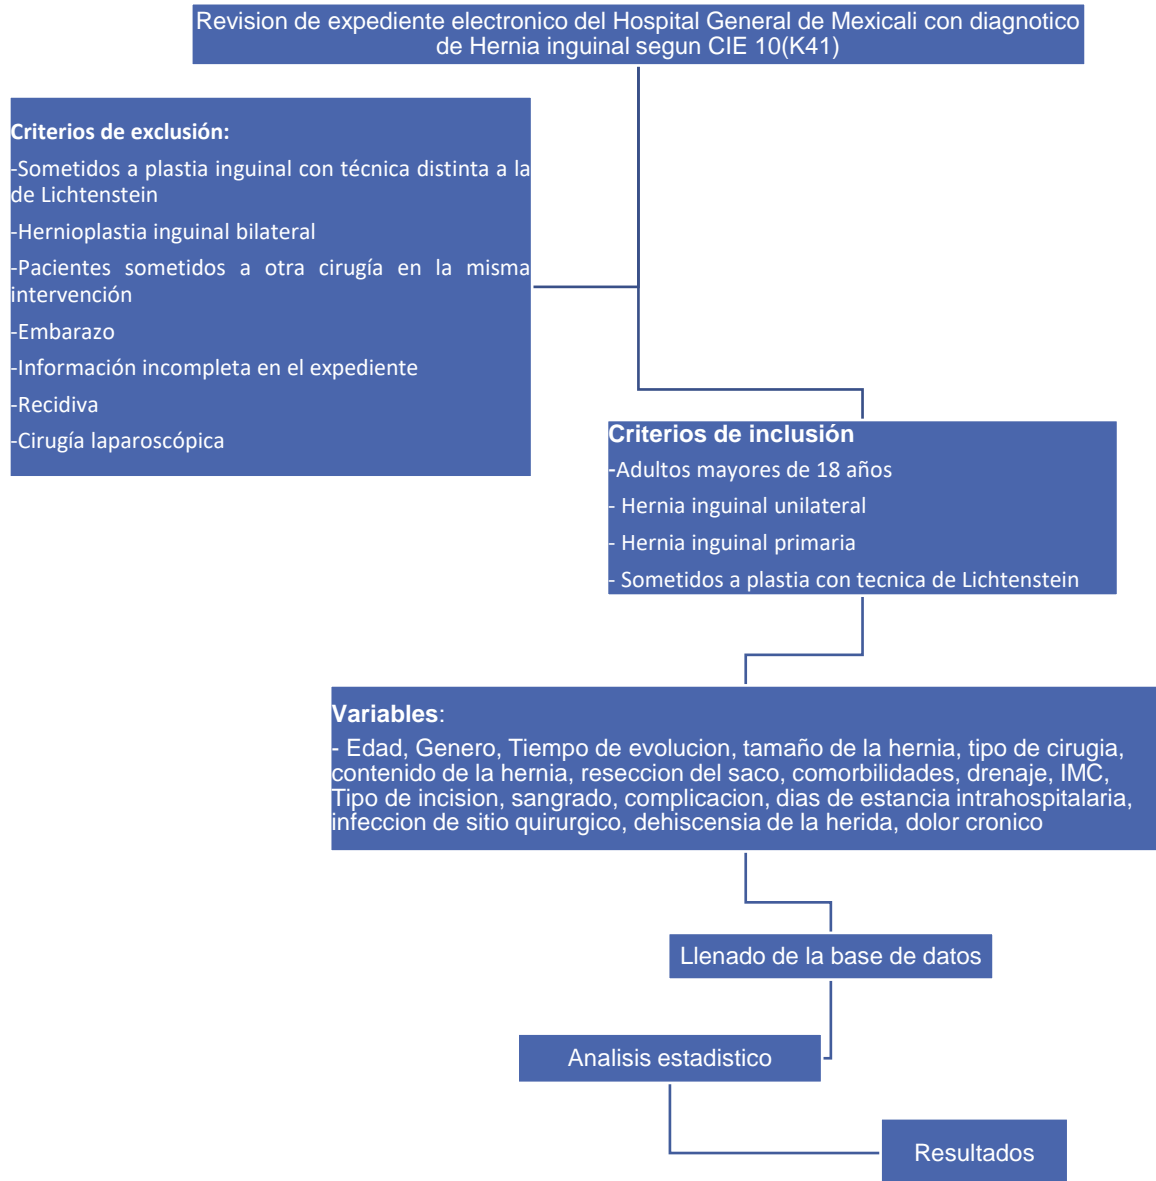 Revision de expediente electronico del Hospital General de Mexicali con diagnotico
de Hernia inguinal segun CIE 10(K41)
Criterios de exclusión:
-Sometidos a plastia inguinal con técnica distinta a la
de Lichtenstein
-Hernioplastia inguinal bilateral
-Pacientes sometidos a otra cirugía en la misma
intervención
-Embarazo
-Información incompleta en el expediente
-Recidiva
-Cirugía laparoscópica
Criterios de inclusión
-Adultos mayores de 18 años
- Hernia inguinal unilateral
- Hernia inguinal primaria
- Sometidos a plastia con tecnica de Lichtenstein
Variables:
- Edad, Genero, Tiempo de evolucion, tamaño de la hernia, tipo de cirugia,
contenido de la hernia, reseccion del saco, comorbilidades, drenaje, IMC,
Tipo de incision, sangrado, complicacion, dias de estancia intrahospitalaria,
infeccion de sitio quirurgico, dehiscensia de la herida, dolor cronico
Llenado de la base de datos
Analisis estadistico
Resultados